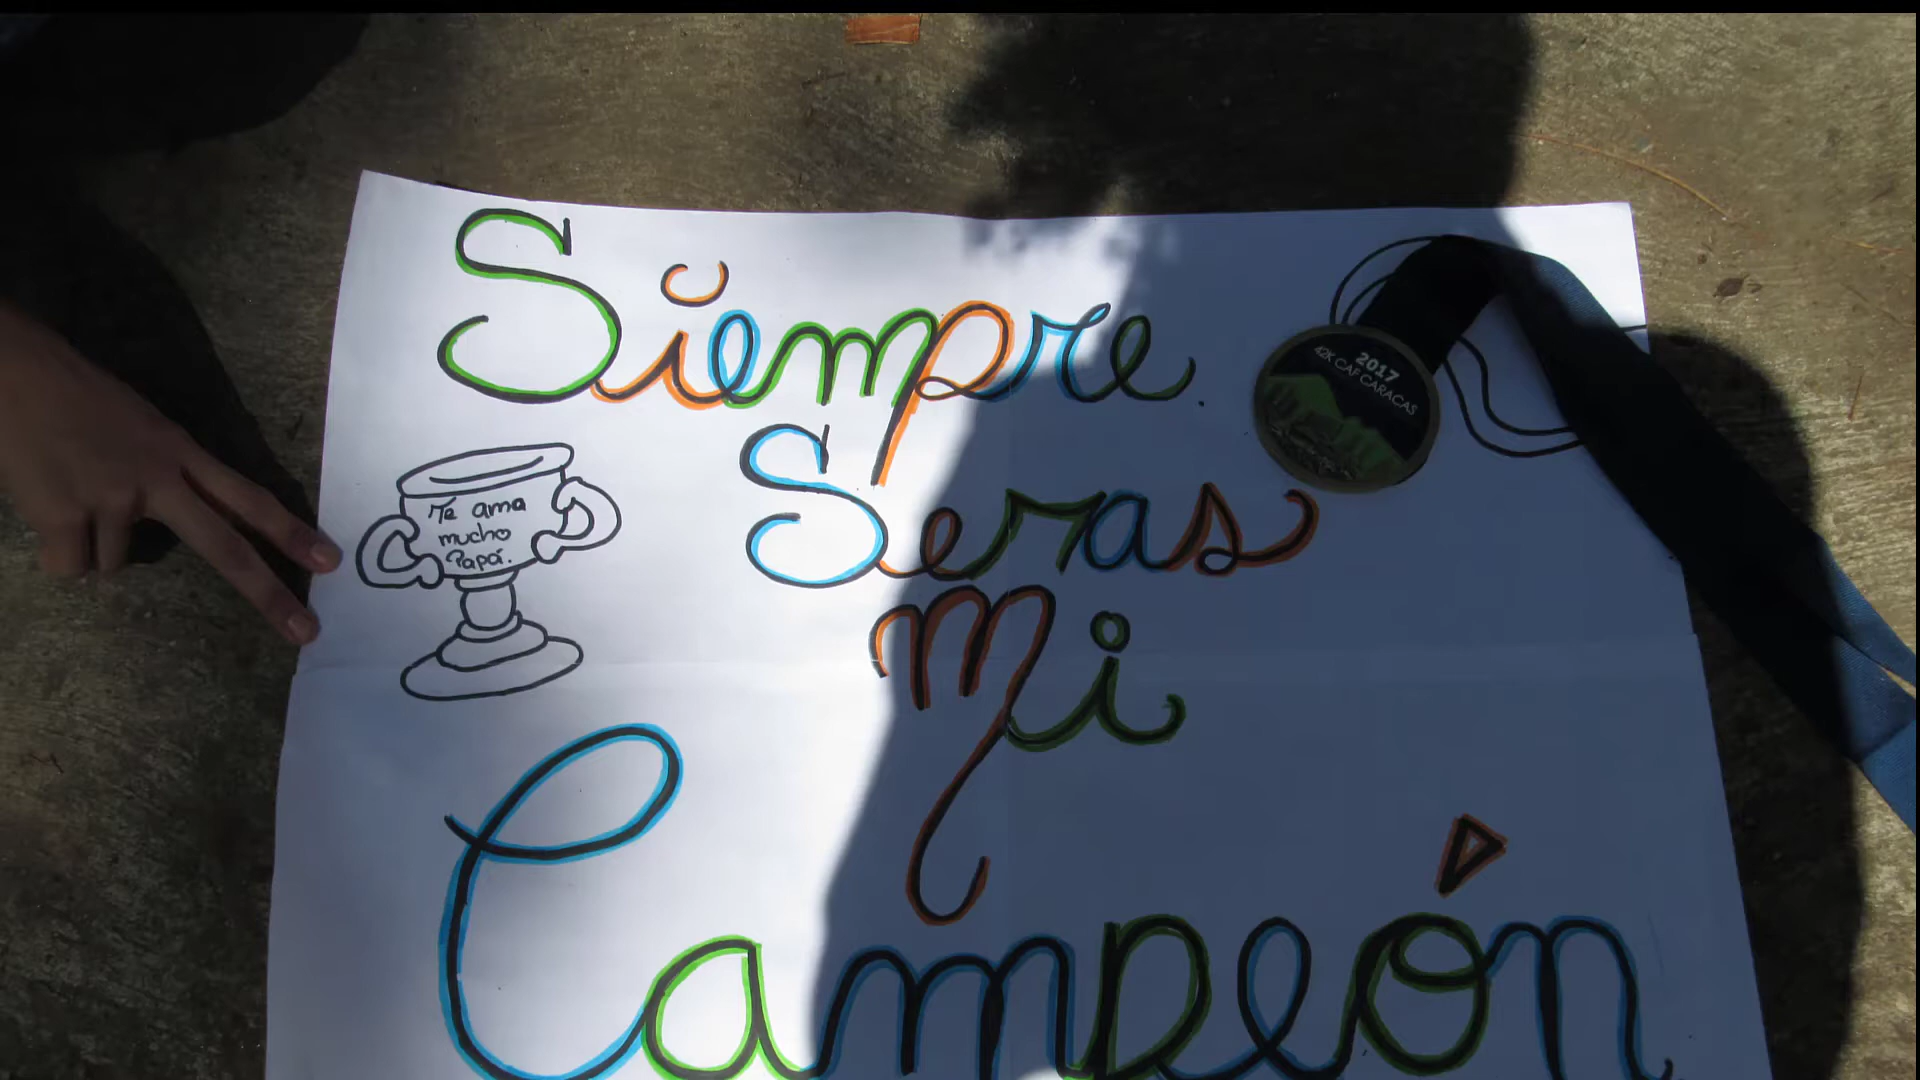 Siempre
Seras
Mi
Campeón
Te ama
mucho
Papá.
2017
42K CAF CARACAS